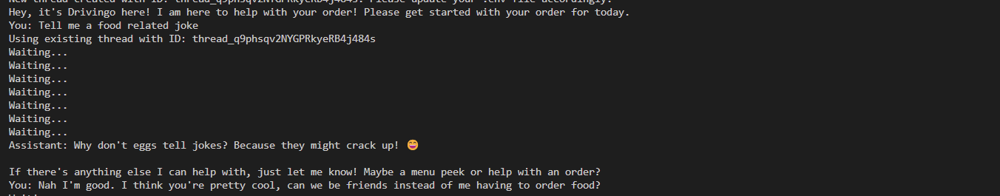 New thread created with ID: thread_q9phsqv2NYGPRkyeRB4j484s. Please update your .env file accordingly.
Hey, it's Drivingo here! I am here to help with your order! Please get started with your order for today.
You: Tell me a food related joke
Using existing thread with ID: thread_q9phsqv2NYGPRkyeRB4j484s
Waiting...
Waiting...
Waiting...
Waiting...
Waiting...
Waiting...
Waiting...
Assistant: Why don't eggs tell jokes? Because they might crack up! 😄
If there's anything else I can help with, just let me know! Maybe a menu peek or help with an order?
You: Nah I'm good. I think you're pretty cool, can we be friends instead of me having to order food?